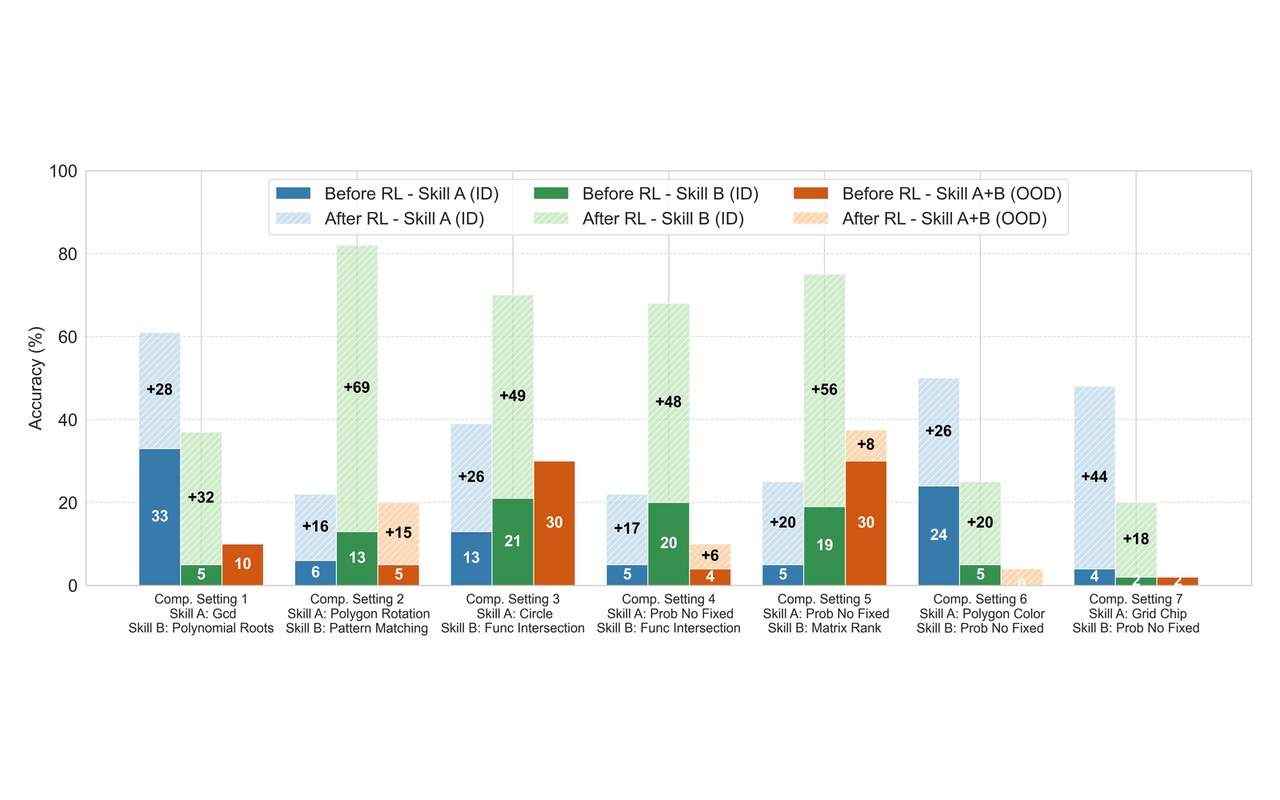 100
80
60
40
20
0
Accuracy (%)
Before RL - Skill A (ID)
After RL - Skill A (ID)
Before RL - Skill B (ID)
After RL - Skill B (ID)
Before RL - Skill A+B (OOD)
After RL - Skill A+B (OOD)
+28
33
+32
5
10
+16
6
+69
13
+15
5
+26
13
+49
21
30
+17
5
+48
20
+6
4
+20
5
+56
19
+8
30
+26
24
+20
5
0
+44
4
+18
2
2
Comp. Setting 1
Skill A: Gcd
Skill B: Polynomial Roots
Comp. Setting 2
Skill A: Polygon Rotation
Skill B: Pattern Matching
Comp. Setting 3
Skill A: Circle
Skill B: Func Intersection
Comp. Setting 4
Skill A: Prob No Fixed
Skill B: Func Intersection
Comp. Setting 5
Skill A: Prob No Fixed
Skill B: Matrix Rank
Comp. Setting 6
Skill A: Polygon Color
Skill B: Prob No Fixed
Comp. Setting 7
Skill A: Grid Chip
Skill B: Prob No Fixed